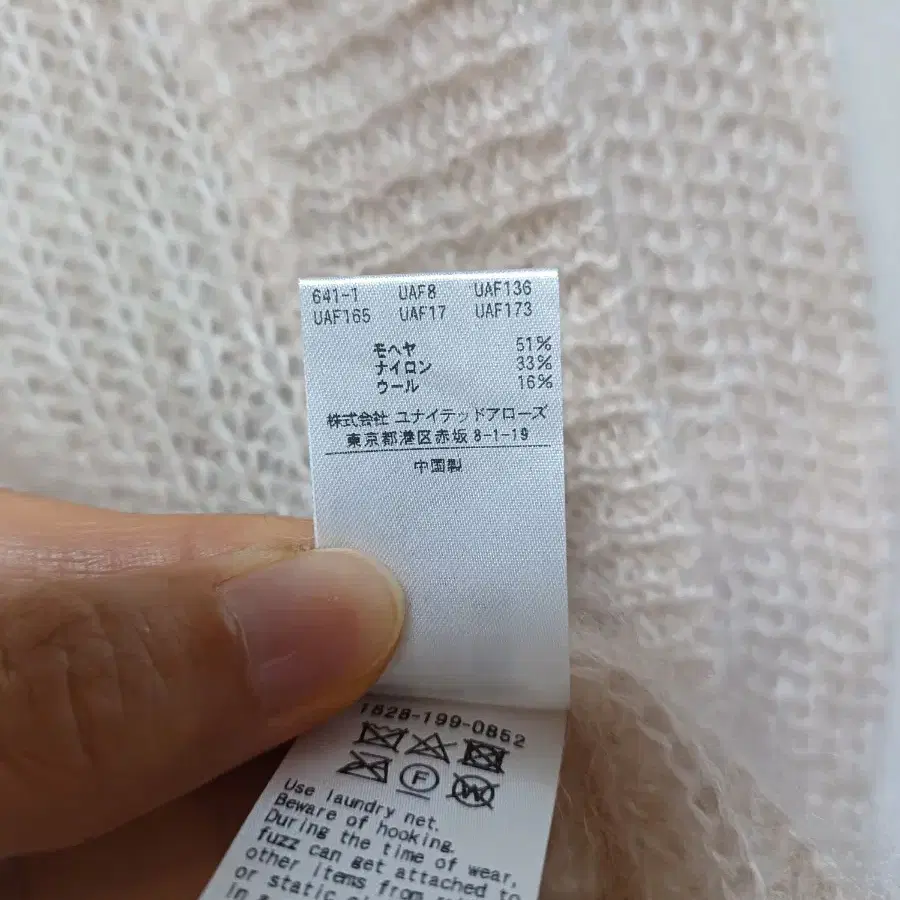 641-1 UAF8 UAF136
UAF165 UAF17 UAF173
モヘヤ 51%
ナイロン 33%
ウール 16%
株式会社 ユナイテッドアローズ
東京都港区赤坂 8-1-19
中国製
1828-199-0852
F W
Use laundry net.
Beware of hooking.
During the time of wear,
fuzz can get attached to
other items from
or static
in a